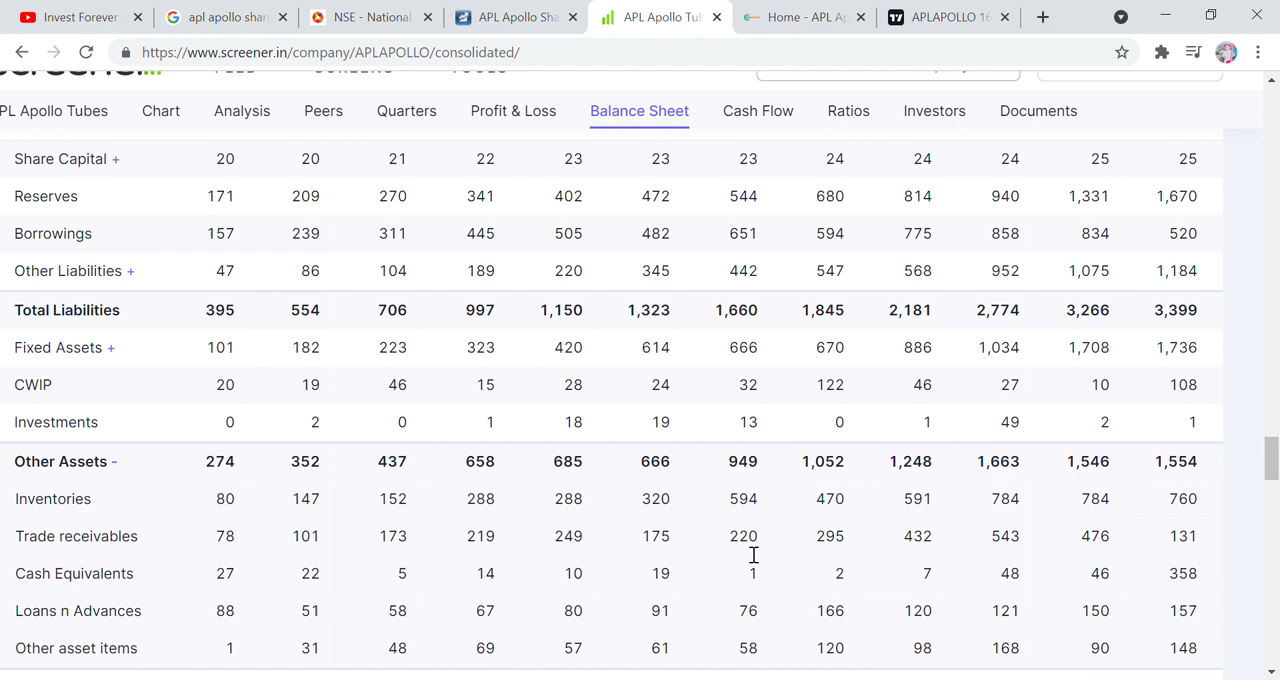 Invest Forever
apl apollo shar
NSE - National
APL Apollo Sha
APL Apollo Tub
Home - APL Ap
APLAPOLLO 16
https://www.screener.in/company/APLAPOLLO/consolidated/
PL Apollo Tubes Chart Analysis Peers Quarters Profit & Loss Balance Sheet Cash Flow Ratios Investors Documents
Share Capital + 20 20 21 22 23 23 23 24 24 24 25 25
Reserves 171 209 270 341 402 472 544 680 814 940 1,331 1,670
Borrowings 157 239 311 445 505 482 651 594 775 858 834 520
Other Liabilities + 47 86 104 189 220 345 442 547 568 952 1,075 1,184
Total Liabilities 395 554 706 997 1,150 1,323 1,660 1,845 2,181 2,774 3,266 3,399
Fixed Assets + 101 182 223 323 420 614 666 670 886 1,034 1,708 1,736
CWIP 20 19 46 15 28 24 32 122 46 27 10 108
Investments 0 2 0 1 18 19 13 0 1 49 2 1
Other Assets - 274 352 437 658 685 666 949 1,052 1,248 1,663 1,546 1,554
Inventories 80 147 152 288 288 320 594 470 591 784 784 760
Trade receivables 78 101 173 219 249 175 220 295 432 543 476 131
Cash Equivalents 27 22 5 14 10 19 1 2 7 48 46 358
Loans n Advances 88 51 58 67 80 91 76 166 120 121 150 157
Other asset items 1 31 48 69 57 61 58 120 98 168 90 148